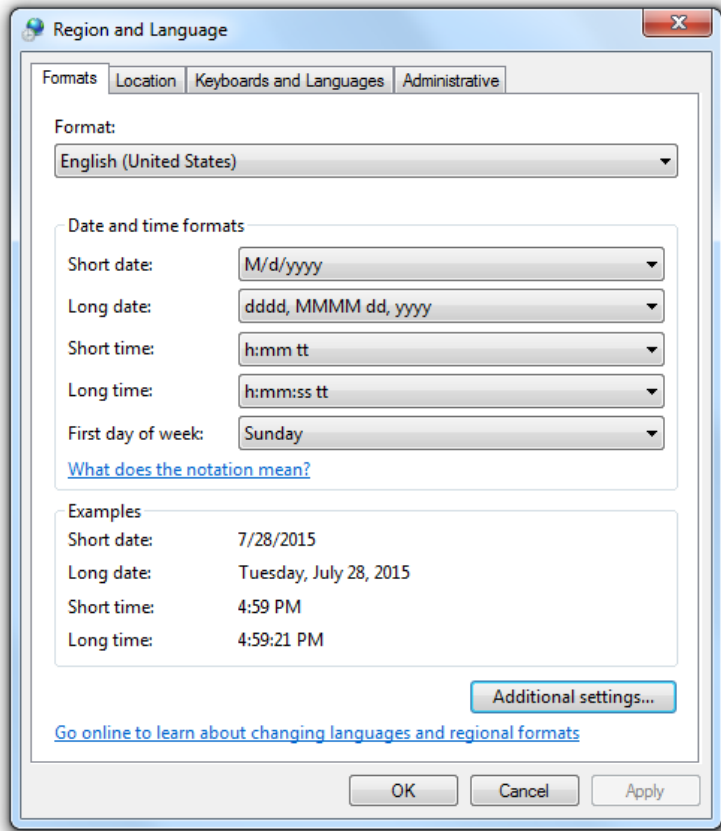 Region and Language
Formats Location Keyboards and Languages Administrative
Format:
English (United States)
Date and time formats
Short date: M/d/yyyy
Long date: dddd, MMMM dd, yyyy
Short time: h:mm tt
Long time: h:mm:ss tt
First day of week: Sunday
What does the notation mean?
Examples
Short date: 7/28/2015
Long date: Tuesday, July 28, 2015
Short time: 4:59 PM
Long time: 4:59:21 PM
Additional settings...
Go online to learn about changing languages and regional formats
OK Cancel Apply